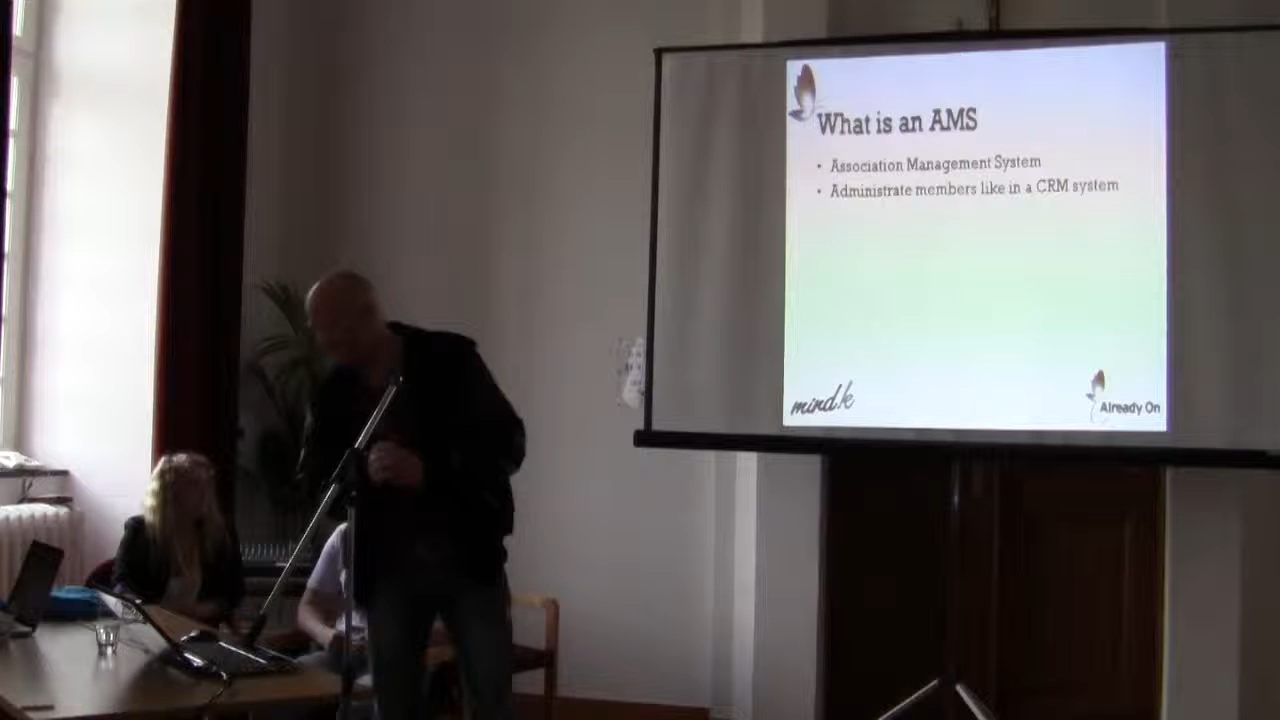 What is an AMS
• Association Management System
• Administrate members like in a CRM system
mind.k
Already On